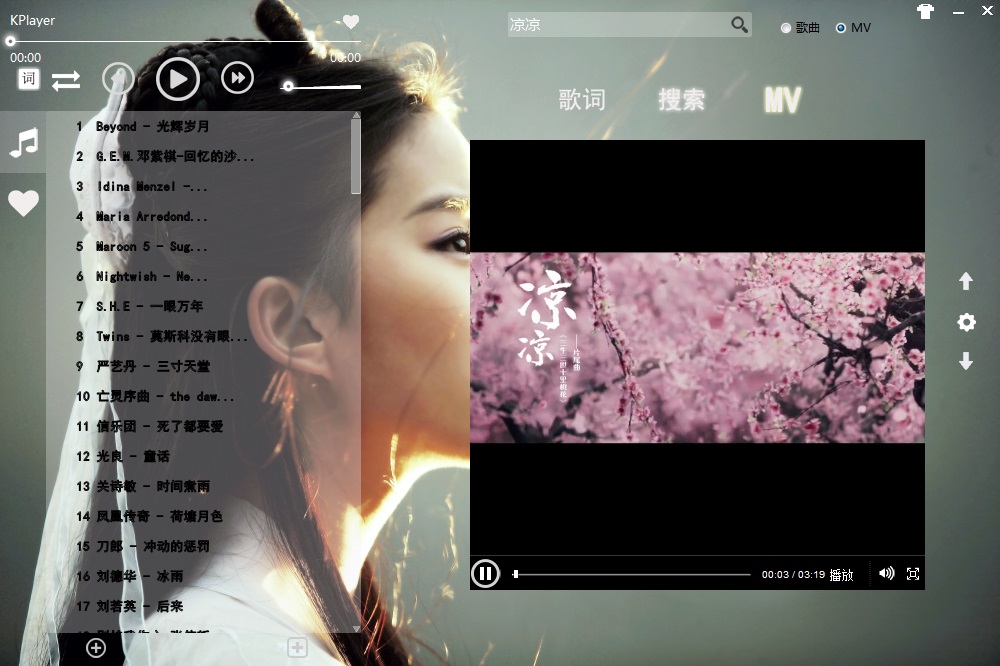 KPlayer
00:00
00:00
词
凉凉
歌曲
MV
歌词
搜索
MV
1 Beyond - 光辉岁月
2 G.E.M.邓紫棋-回忆的沙...
3 Idina Menzel -...
4 Maria Arredond...
5 Maroon 5 - Sug...
6 Nightwish - Ne...
7 S.H.E - 一眼万年
8 Twins - 莫斯科没有眼...
9 严艺丹 - 三寸天堂
10 亡灵序曲 - the daw...
11 信乐团 - 死了都要爱
12 光良 - 童话
13 关诗敏 - 时间煮雨
14 凤凰传奇 - 荷塘月色
15 刀郎 - 冲动的惩罚
16 刘德华 - 冰雨
17 刘若英 - 后来
凉凉
——片尾曲
《三生三世十里桃花》
00:03 / 03:19 播放